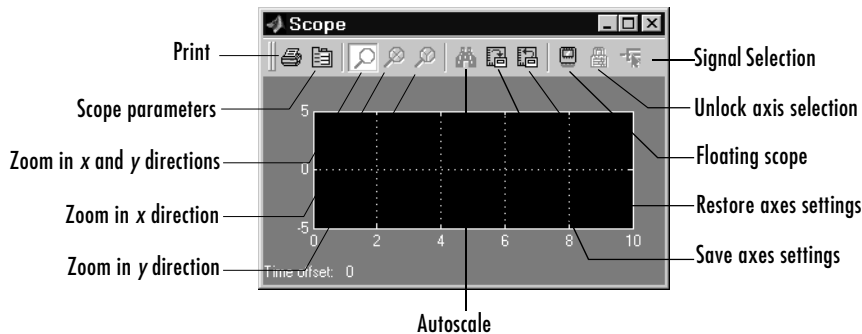 Scope
Print
Signal Selection
Scope parameters
Unlock axis selection
Zoom in x and y directions
Floating scope
Zoom in x direction
Restore axes settings
Zoom in y direction
Save axes settings
5
0
-5
0 2 4 6 8 10
Time offset: 0
Autoscale